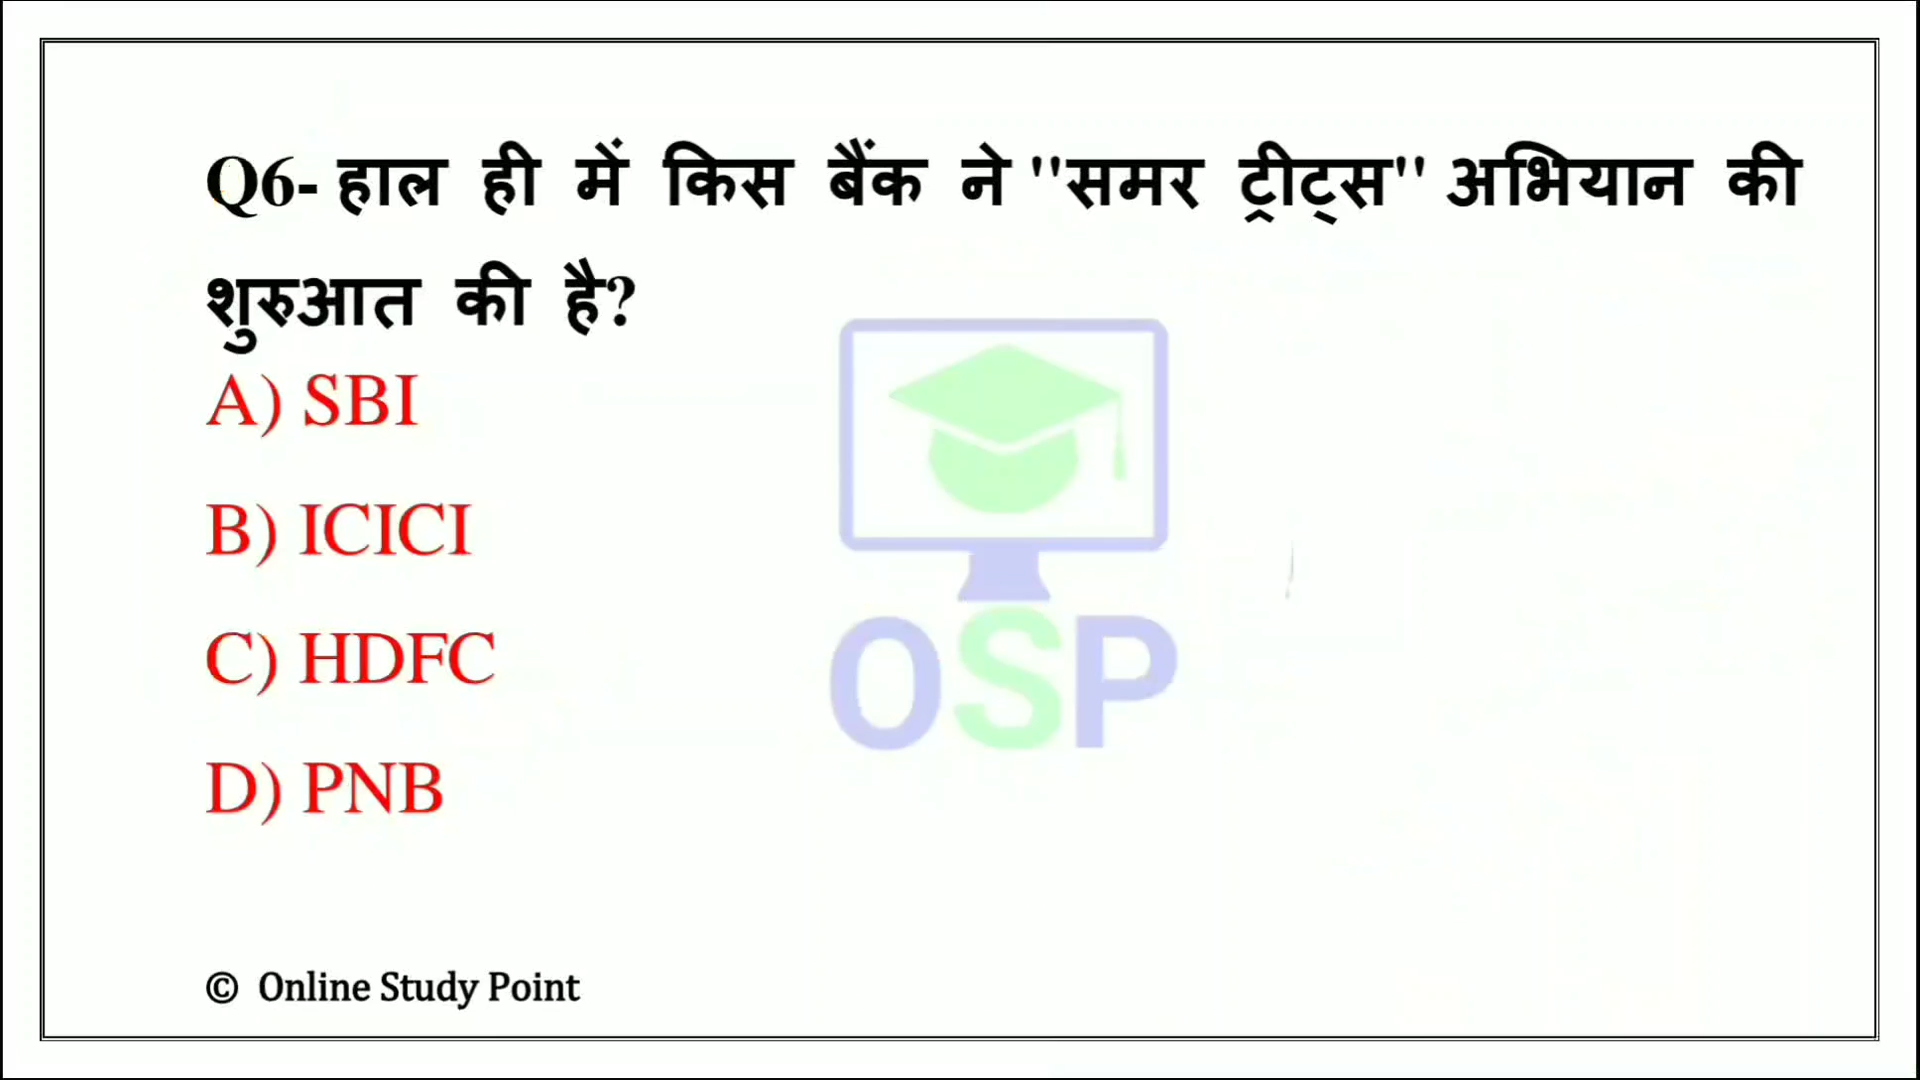 Q6- हाल ही में किस बैंक ने "समर ट्रीट्स" अभियान की
शुरुआत की है?
A) SBI
B) ICICI
C) HDFC
D) PNB
OSP
© Online Study Point